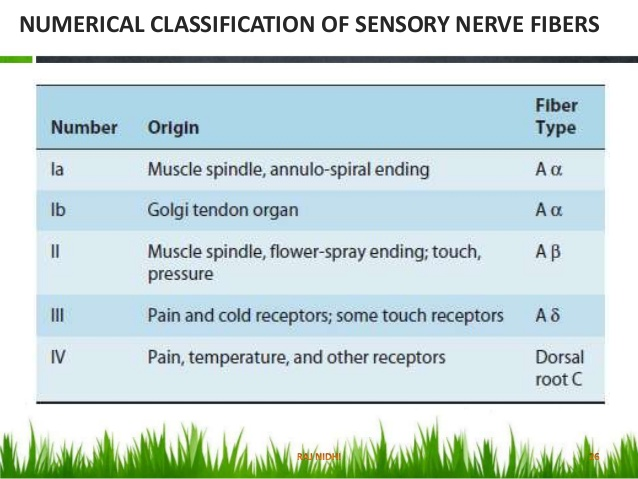 NUMERICAL CLASSIFICATION OF SENSORY NERVE FIBERS
Fiber
Number Origin Type
Ia Muscle spindle, annulo-spiral ending A α
Ib Golgi tendon organ A α
II Muscle spindle, flower-spray ending; touch, A β
pressure
III Pain and cold receptors; some touch receptors A δ
IV Pain, temperature, and other receptors Dorsal
root C
RAJ NIDHI